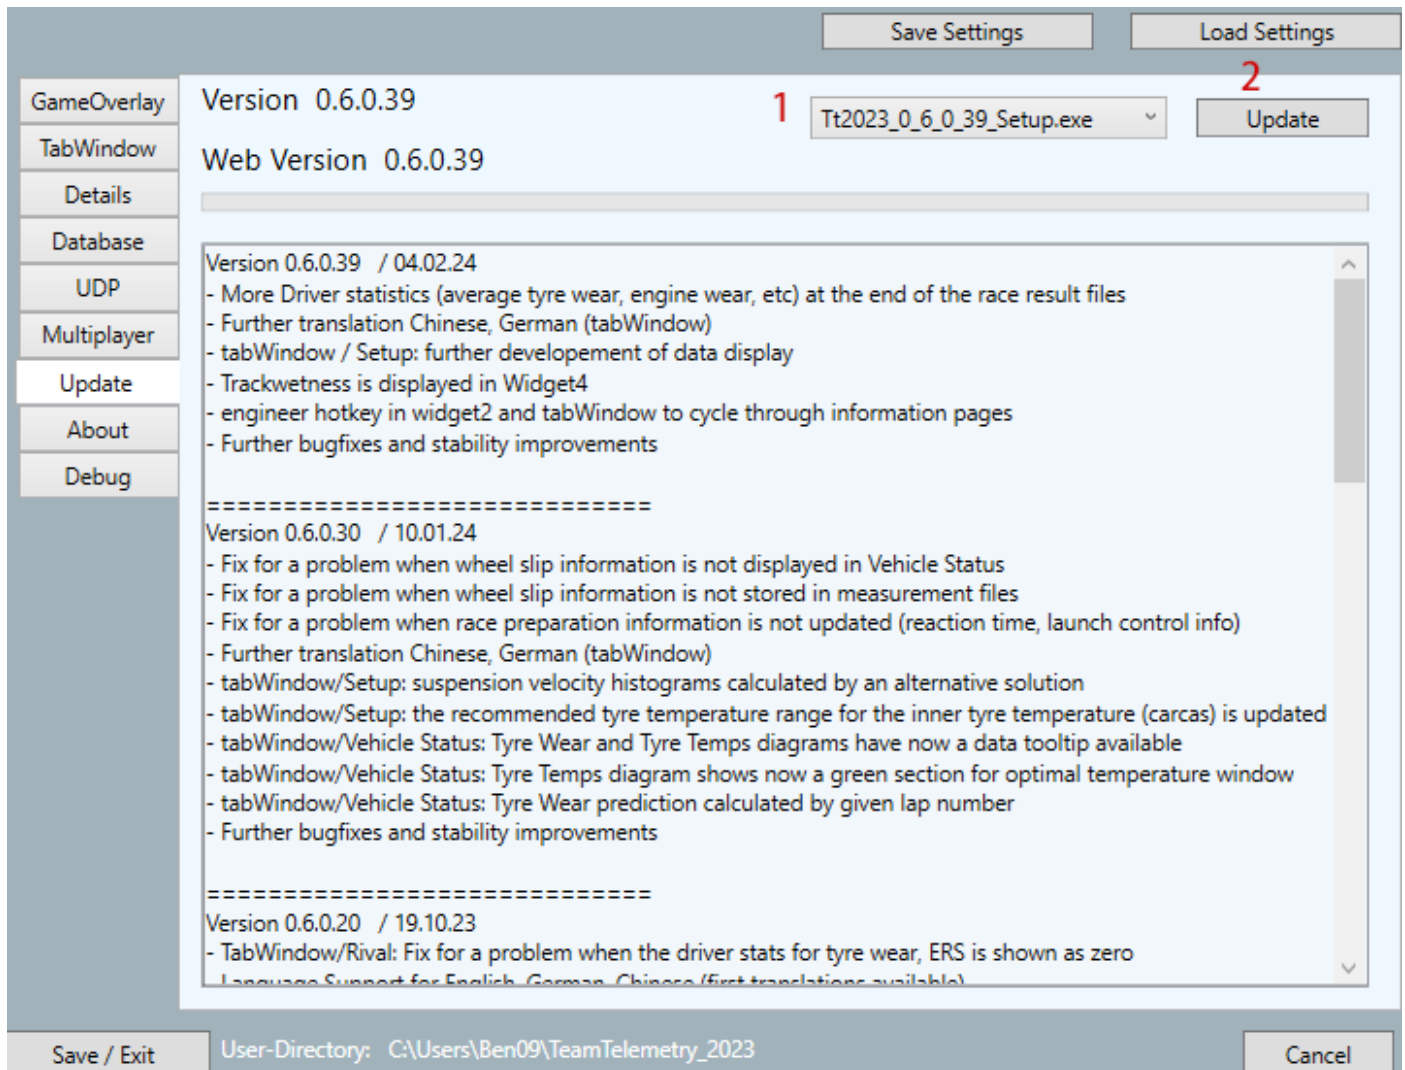 Save Settings
Load Settings
GameOverlay
TabWindow
Details
Database
UDP
Multiplayer
Update
About
Debug
Version 0.6.0.39
1
Tt2023_0_6_0_39_Setup.exe
2
Update
Web Version 0.6.0.39
Version 0.6.0.39 / 04.02.24
- More Driver statistics (average tyre wear, engine wear, etc) at the end of the race result files
- Further translation Chinese, German (tabWindow)
- tabWindow / Setup: further developement of data display
- Trackwetness is displayed in Widget4
- engineer hotkey in widget2 and tabWindow to cycle through information pages
- Further bugfixes and stability improvements
==========================
Version 0.6.0.30 / 10.01.24
- Fix for a problem when wheel slip information is not displayed in Vehicle Status
- Fix for a problem when wheel slip information is not stored in measurement files
- Fix for a problem when race preparation information is not updated (reaction time, launch control info)
- Further translation Chinese, German (tabWindow)
- tabWindow/Setup: suspension velocity histograms calculated by an alternative solution
- tabWindow/Setup: the recommended tyre temperature range for the inner tyre temperature (carcas) is updated
- tabWindow/Vehicle Status: Tyre Wear and Tyre Temps diagrams have now a data tooltip available
- tabWindow/Vehicle Status: Tyre Temps diagram shows now a green section for optimal temperature window
- tabWindow/Vehicle Status: Tyre Wear prediction calculated by given lap number
- Further bugfixes and stability improvements
==========================
Version 0.6.0.20 / 19.10.23
- TabWindow/Rival: Fix for a problem when the driver stats for tyre wear, ERS is shown as zero
- Language Support for English, German, Chinese (first translations available)
Save / Exit
User-Directory: C:\Users\Ben09\TeamTelemetry_2023
Cancel